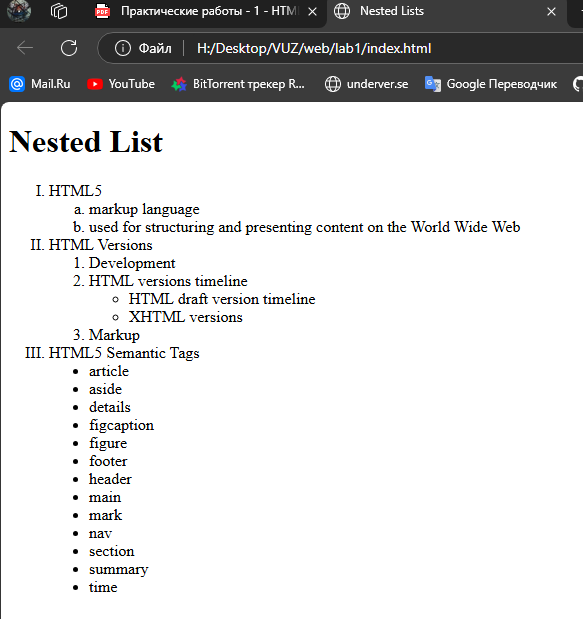 Практические работы - 1 - HTM
Nested Lists
Файл
H:/Desktop/VUZ/web/lab1/index.html
Mail.Ru
YouTube
BitTorrent трекер R...
underver.se
Google Переводчик
Nested List
I. HTML5
a. markup language
b. used for structuring and presenting content on the World Wide Web
II. HTML Versions
1. Development
2. HTML versions timeline
HTML draft version timeline
XHTML versions
3. Markup
III. HTML5 Semantic Tags
article
aside
details
figcaption
figure
footer
header
main
mark
nav
section
summary
time